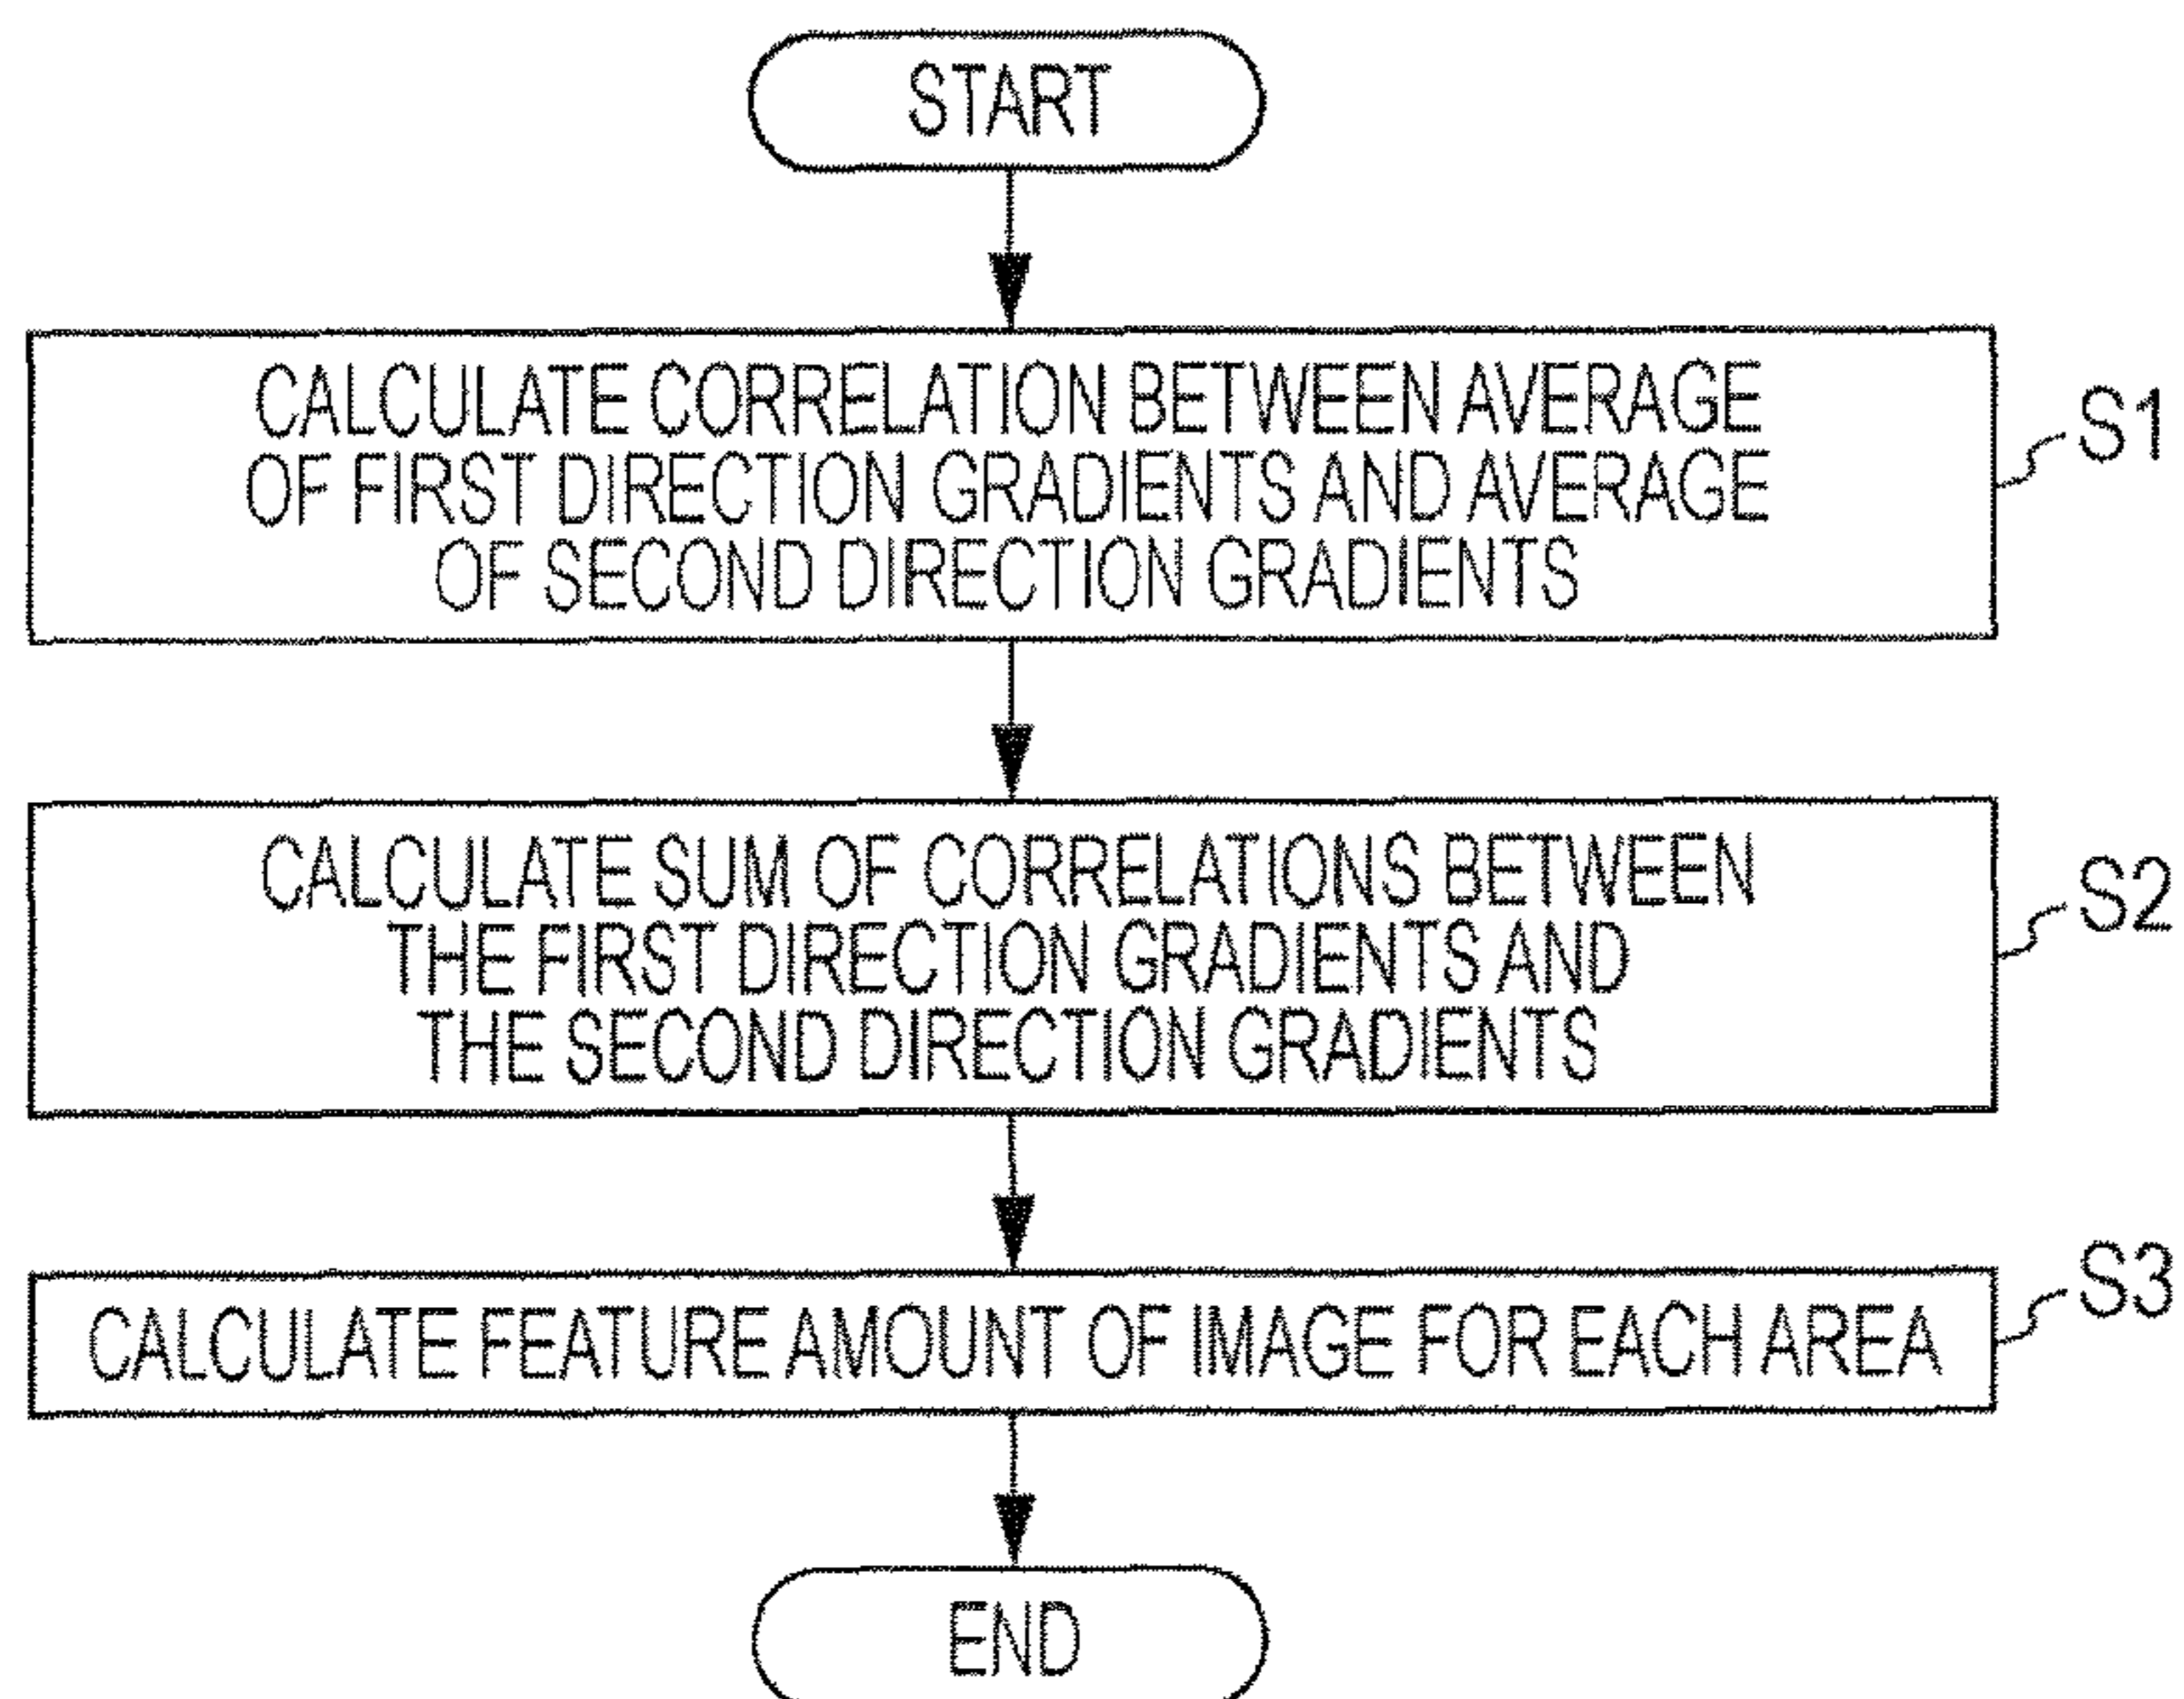 START
CALCULATE CORRELATION BETWEEN AVERAGE
OF FIRST DIRECTION GRADIENTS AND AVERAGE
OF SECOND DIRECTION GRADIENTS
S1
CALCULATE SUM OF CORRELATIONS BETWEEN
THE FIRST DIRECTION GRADIENTS AND
THE SECOND DIRECTION GRADIENTS
S2
CALCULATE FEATURE AMOUNT OF IMAGE FOR EACH AREA
S3
END